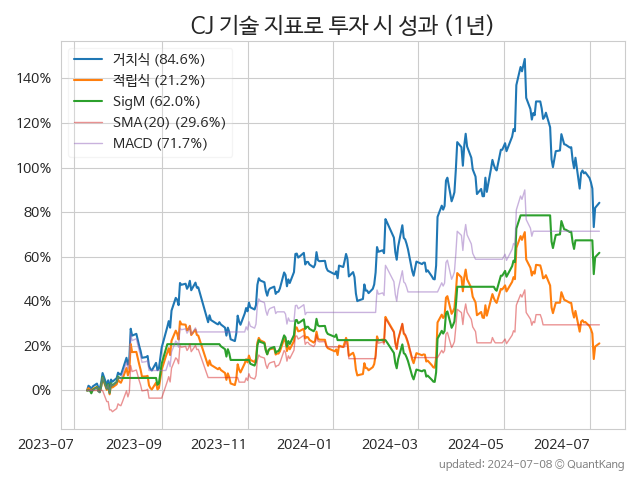 CJ 기술 지표로 투자 시 성과 (1년)
거치식 (84.6%)
적립식 (21.2%)
SigM (62.0%)
SMA(20) (29.6%)
MACD (71.7%)
140%
120%
100%
80%
60%
40%
20%
0%
2023-07 2023-09 2023-11 2024-01 2024-03 2024-05 2024-07
updated: 2024-07-08 © QuantKang